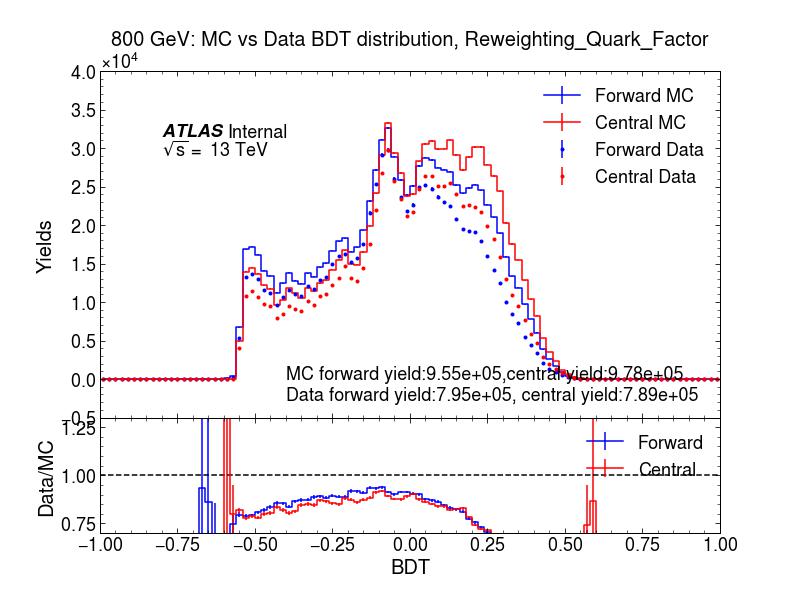 800 GeV: MC vs Data BDT distribution, Reweighting_Quark_Factor
×10⁴
4.0
3.5
3.0
2.5
2.0
1.5
1.0
0.5
0.0
0.5
Yields
ATLAS Internal
√s = 13 TeV
Forward MC
Central MC
Forward Data
Central Data
MC forward yield:9.55e+05,central yield:9.78e+05
Data forward yield:7.95e+05, central yield:7.89e+05
1.25
1.00
0.75
Data/MC
Forward
Central
−1.00 −0.75 −0.50 −0.25 0.00 0.25 0.50 0.75 1.00
BDT